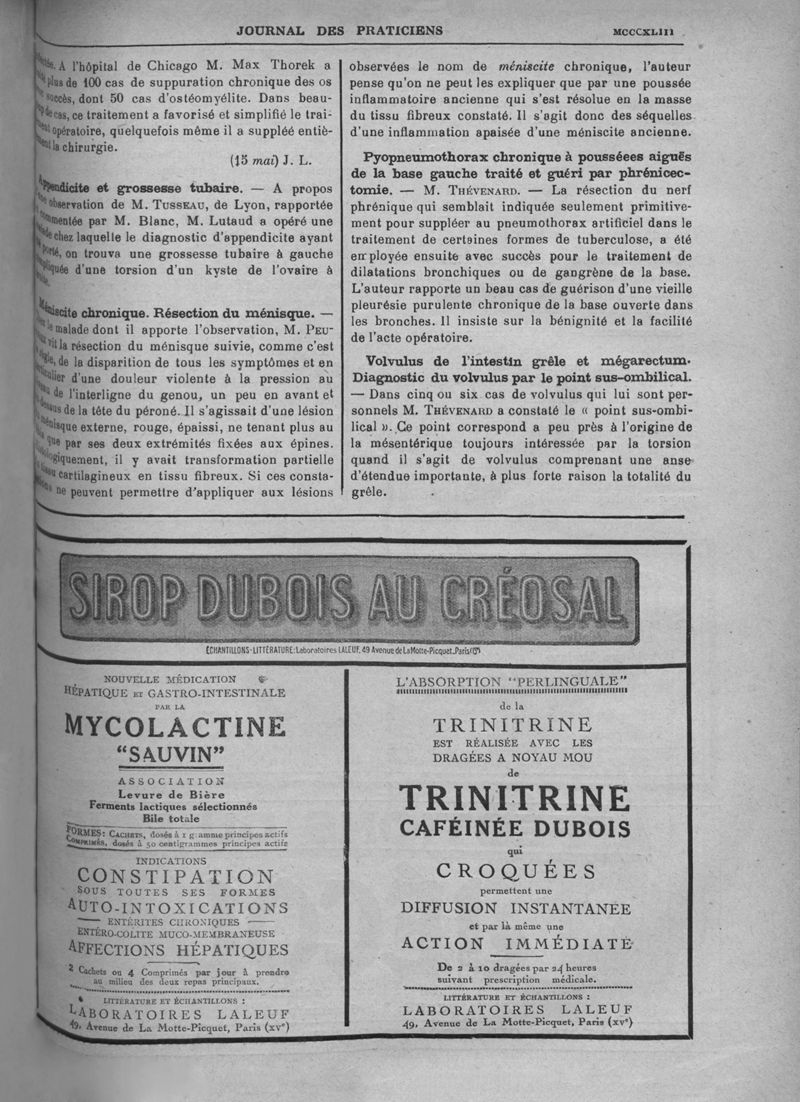 JOURNAL DES PRATICIENS MCCCXLIII
A l'hôpital de Chicago M. Max Thorek a
plus de 100 cas de suppuration chronique des os
succès, dont 50 cas d'ostéomyélite. Dans beau-
de cas, ce traitement a favorisé et simplifié le trai-
opératoire, quelquefois même il a suppléé entiè-
la chirurgie.
(15 mai) J. L.
Appendicite et grossesse tubaire. — A propos
observation de M. TUSSEAU, de Lyon, rapportée
commentée par M. Blanc, M. Lutaud a opéré une
chez laquelle le diagnostic d'appendicite ayant
porté, on trouva une grossesse tubaire à gauche
d'une torsion d'un kyste de l'ovaire à
Méniscite chronique. Résection du ménisque. —
le malade dont il apporte l'observation, M. PEU-
vit la résection du ménisque suivie, comme c'est
de la disparition de tous les symptômes et en
d'une douleur violente à la pression au
de l'interligne du genou, un peu en avant et
de la tête du péroné. Il s'agissait d'une lésion
ménisque externe, rouge, épaissi, ne tenant plus au
que par ses deux extrémités fixées aux épines.
il y avait transformation partielle
cartilagineux en tissu fibreux. Si ces consta-
ne peuvent permettre d'appliquer aux lésions
observées le nom de méniscite chronique, l'auteur
pense qu'on ne peut les expliquer que par une poussée
inflammatoire ancienne qui s'est résolue en la masse
du tissu fibreux constaté. Il s'agit donc des séquelles
d'une inflammation apaisée d'une méniscite ancienne.
Pyopneumothorax chronique à pousséees aiguës
de la base gauche traité et guéri par phrénicec-
tomie. — M. THÉVENARD. — La résection du nerf
phrénique qui semblait indiquée seulement primitive-
ment pour suppléer au pneumothorax artificiel dans le
traitement de certaines formes de tuberculose, a été
employée ensuite avec succès pour le traitement de
dilatations bronchiques ou de gangrène de la base.
L'auteur rapporte un beau cas de guérison d'une vieille
pleurésie purulente chronique de la base ouverte dans
les bronches. Il insiste sur la bénignité et la facilité
de l'acte opératoire.
Volvulus de l'intestin grêle et mégarectum.
Diagnostic du volvulus par le point sus-ombilical.
— Dans cinq ou six cas de volvulus qui lui sont per-
sonnels M. THÉVENARD a constaté le « point sus-ombi-
lical ». Ce point correspond a peu près à l'origine de
la mésentérique toujours intéressée par la torsion
quand il s'agit de volvulus comprenant une anse
d'étendue importante, à plus forte raison la totalité du
grêle.
SIROP DUBOIS AU CRÉOSAL
ÉCHANTILLONS-LITTÉRATURE: Laboratoires LALEUF, 49 Avenue de La Motte-Picquet, Paris (15e)
NOUVELLE MÉDICATION
HÉPATIQUE ET GASTRO-INTESTINALE
PAR LA
MYCOLACTINE
"SAUVIN"
ASSOCIATION
Levure de Bière
Ferments lactiques sélectionnés
Bile totale
FORMES: CACHETS, dosés à 1 gramme principes actifs
COMPRIMÉS, dosés à 50 centigrammes principes actifs
INDICATIONS
CONSTIPATION
SOUS TOUTES SES FORMES
AUTO-INTOXICATIONS
ENTÉRITES CHRONIQUES
ENTÉRO-COLITE MUCO-MEMBRANEUSE
AFFECTIONS HÉPATIQUES
2 Cachets ou 4 Comprimés par jour à prendre
au milieu des deux repas principaux.
LITTÉRATURE ET ÉCHANTILLONS :
LABORATOIRES LALEUF
49, Avenue de La Motte-Picquet, Paris (XVe)
L'ABSORPTION "PERLINGUALE"
de la
TRINITRINE
EST RÉALISÉE AVEC LES
DRAGÉES A NOYAU MOU
de
TRINITRINE
CAFÉINÉE DUBOIS
qui
CROQUÉES
permettent une
DIFFUSION INSTANTANÉE
et par là même une
ACTION IMMÉDIATE
De 2 à 10 dragées par 24 heures
suivant prescription médicale.
LITTÉRATURE ET ÉCHANTILLONS :
LABORATOIRES LALEUF
49, Avenue de La Motte-Picquet, Paris (XVe)